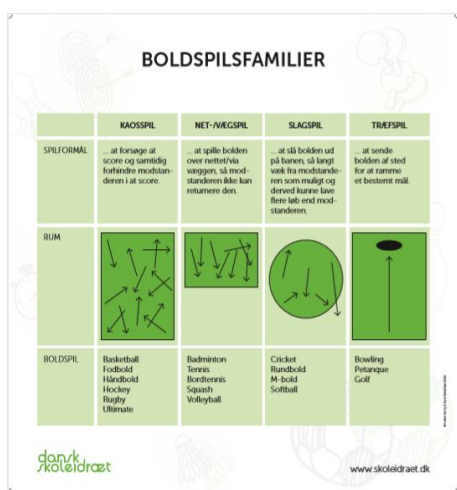 BOLDSPILSFAMILIER
KAOSSPIL
NET-/VÆGSPIL
SLAGSPIL
TRÆFSPIL
SPILFORMÅL
... at forsøge at
score og samtidig
forhindre modstan-
deren i at score.
... at spille bolden
over nettet/via
væggen, så mod-
standeren ikke kan
returnere den.
... at slå bolden ud
på banen, så langt
væk fra modstande-
ren som muligt og
derved kunne lave
flere løb end mod-
standeren.
... at sende
bolden af sted
for at ramme
et bestemt mål.
RUM
BOLDSPIL
Basketball
Fodbold
Håndbold
Hockey
Rugby
Ultimate
Badminton
Tennis
Bordtennis
Squash
Volleyball
Cricket
Rundbold
M-bold
Softball
Bowling
Petanque
Golf
dansk
skoleidræt
www.skoleidraet.dk